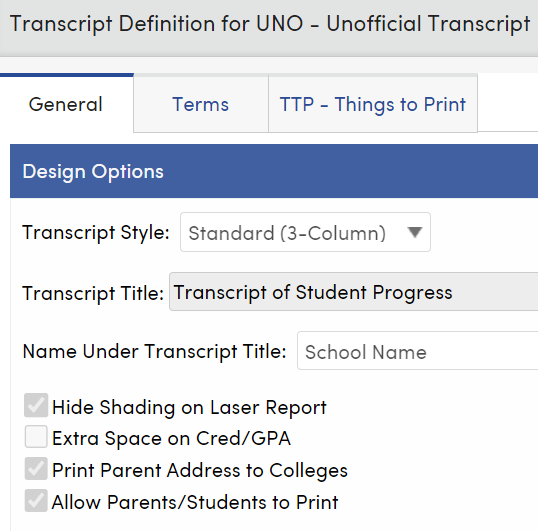 Transcript Definition for UNO - Unofficial Transcript
General Terms TTP - Things to Print
Design Options
Transcript Style: Standard (3-Column)
Transcript Title: Transcript of Student Progress
Name Under Transcript Title: School Name
Hide Shading on Laser Report
Extra Space on Cred/GPA
Print Parent Address to Colleges
Allow Parents/Students to Print